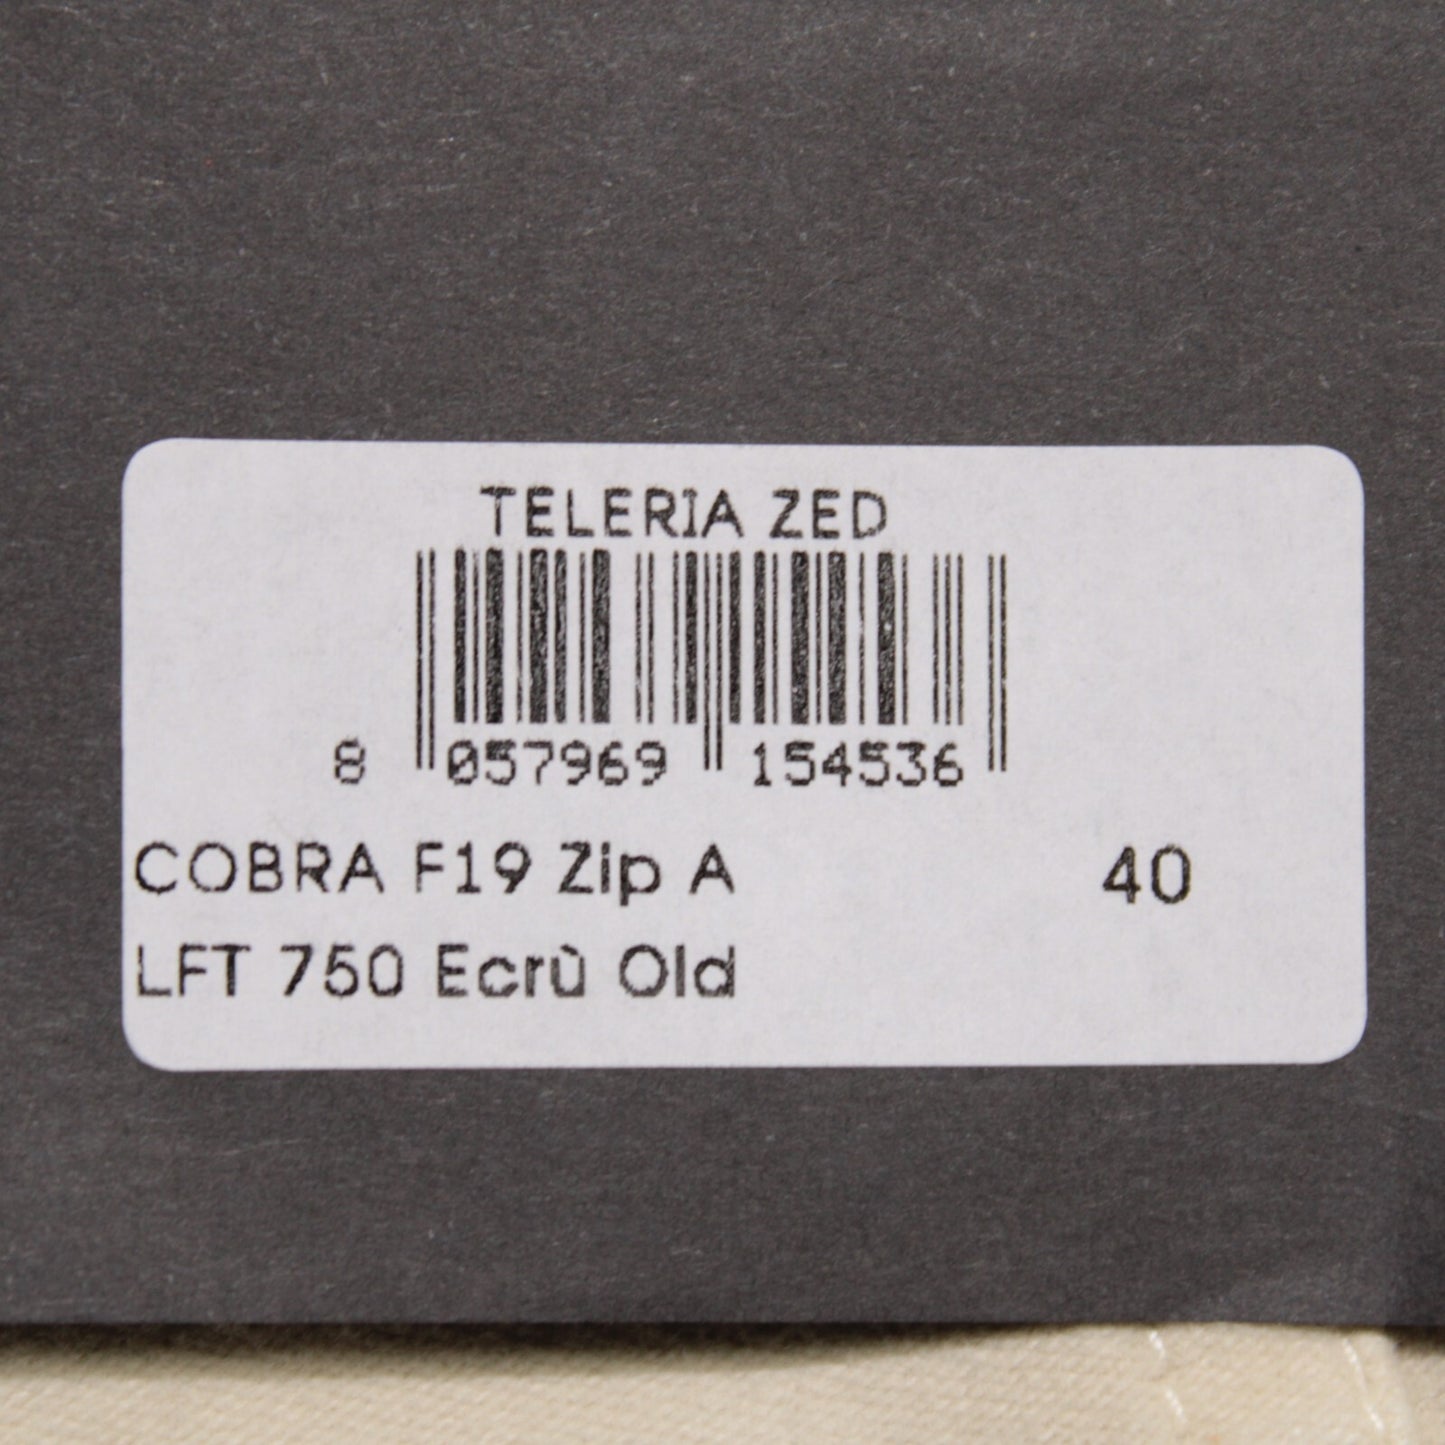 TELERIA ZED
8 057969 154536
COBRA F19 Zip A 40
LFT 750 Ecrù Old